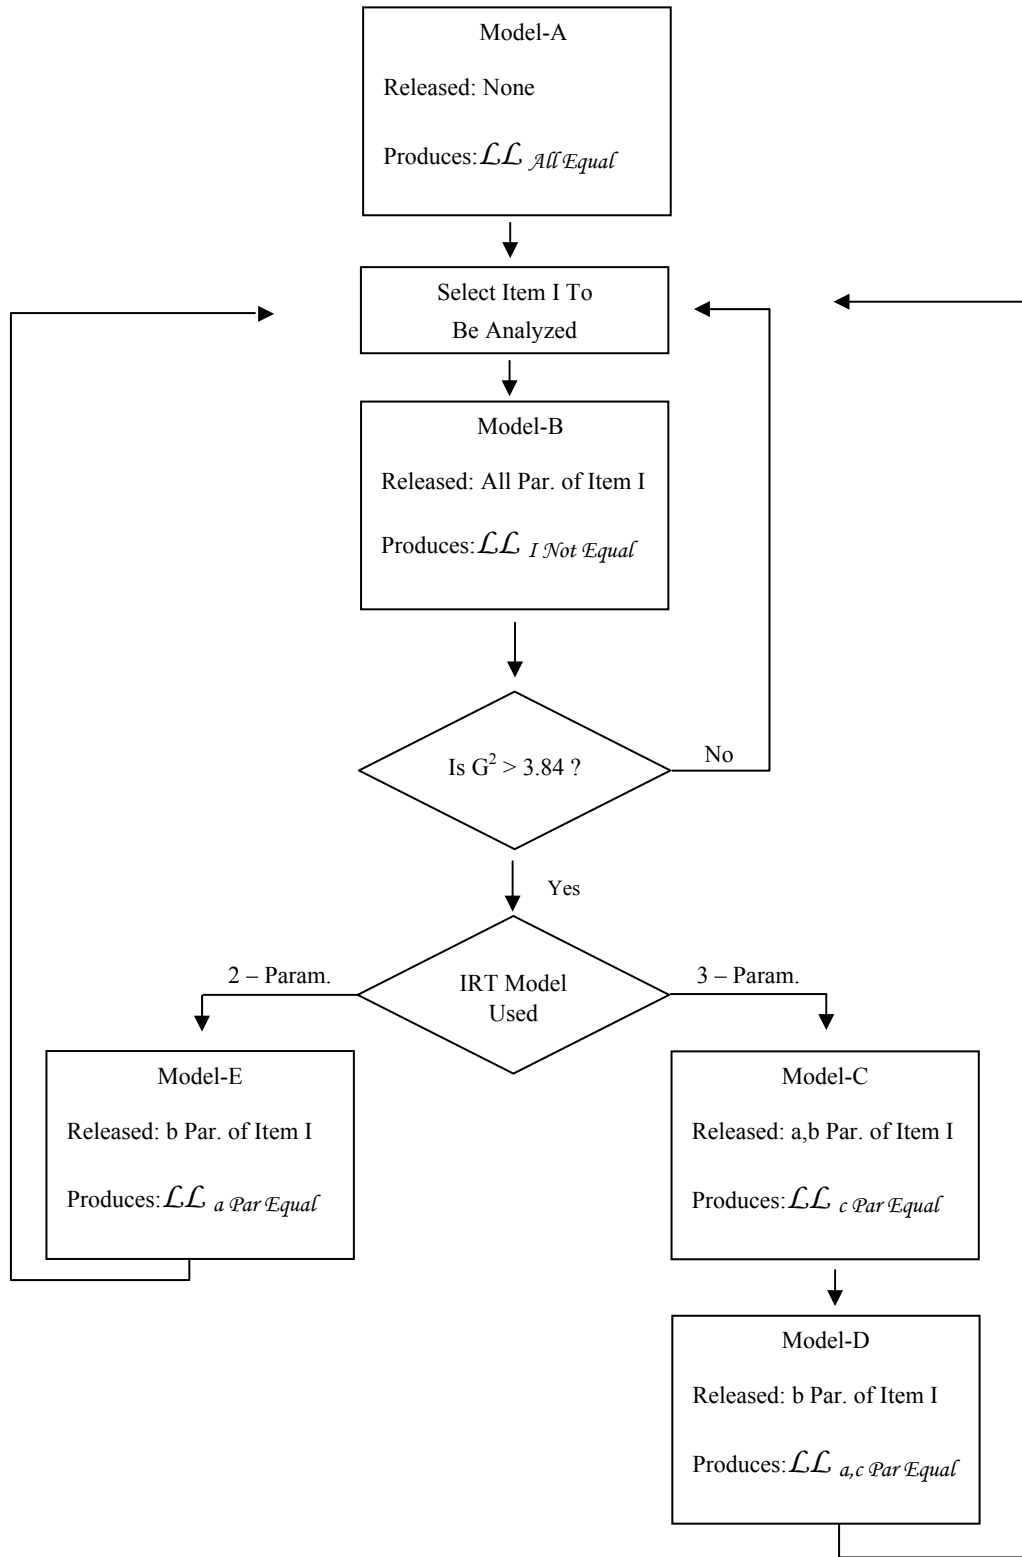 Model-A
Released: None
Produces: ℒℒ All Equal
Select Item I To
Be Analyzed
Model-B
Released: All Par. of Item I
Produces: ℒℒ I Not Equal
Is G² > 3.84 ?
No
Yes
IRT Model
Used
2 – Param.
3 – Param.
Model-E
Released: b Par. of Item I
Produces: ℒℒ a Par Equal
Model-C
Released: a,b Par. of Item I
Produces: ℒℒ c Par Equal
Model-D
Released: b Par. of Item I
Produces: ℒℒ a,c Par Equal